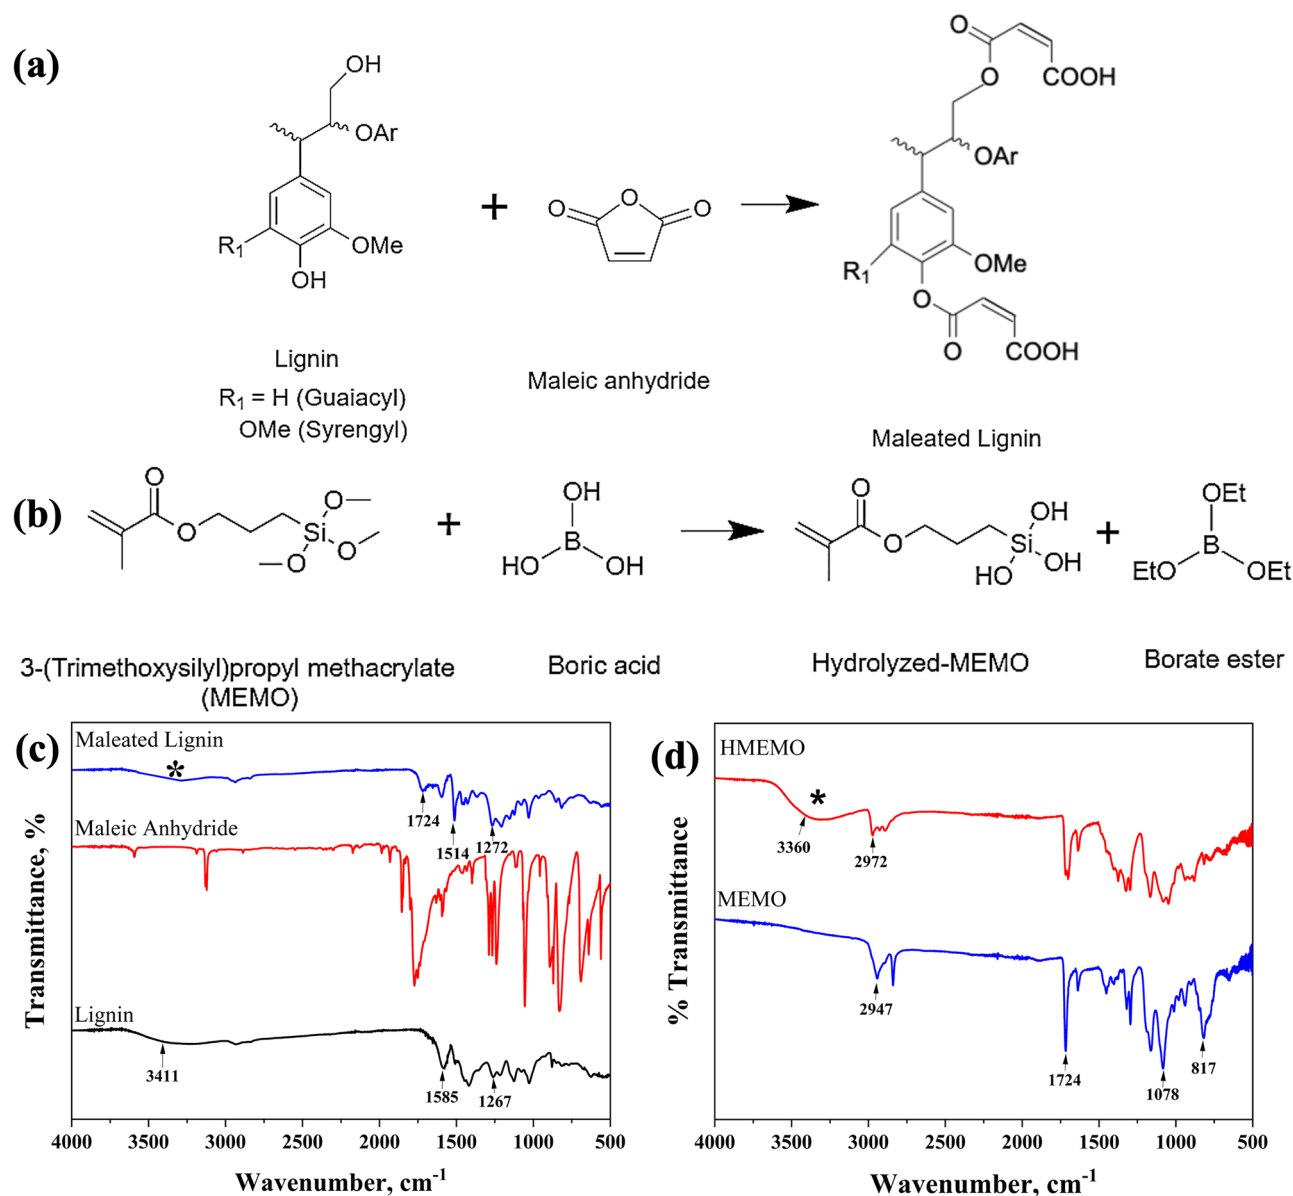 (a)
OH
OAr
R1
OMe
OH
+
O
O
O
O
O
COOH
OAr
R1
OMe
O
O
COOH
Lignin
R1 = H (Guaiacyl)
OMe (Syrengyl)
Maleic anhydride
Maleated Lignin
(b)
O
O
Si
O
O
O
+
OH
B
HO
OH
O
O
Si
OH
OH
HO
+
OEt
B
EtO
OEt
3-(Trimethoxysilyl)propyl methacrylate
(MEMO)
Boric acid
Hydrolyzed-MEMO
Borate ester
(c)
Maleated Lignin
*
1724
1514
1272
Maleic Anhydride
Lignin
3411
1585
1267
Transmittance, %
4000 3500 3000 2500 2000 1500 1000 500
Wavenumber, cm-1
(d)
HMEMO
*
3360
2972
MEMO
2947
1724
1078
817
% Transmittance
4000 3500 3000 2500 2000 1500 1000 500
Wavenumber, cm-1